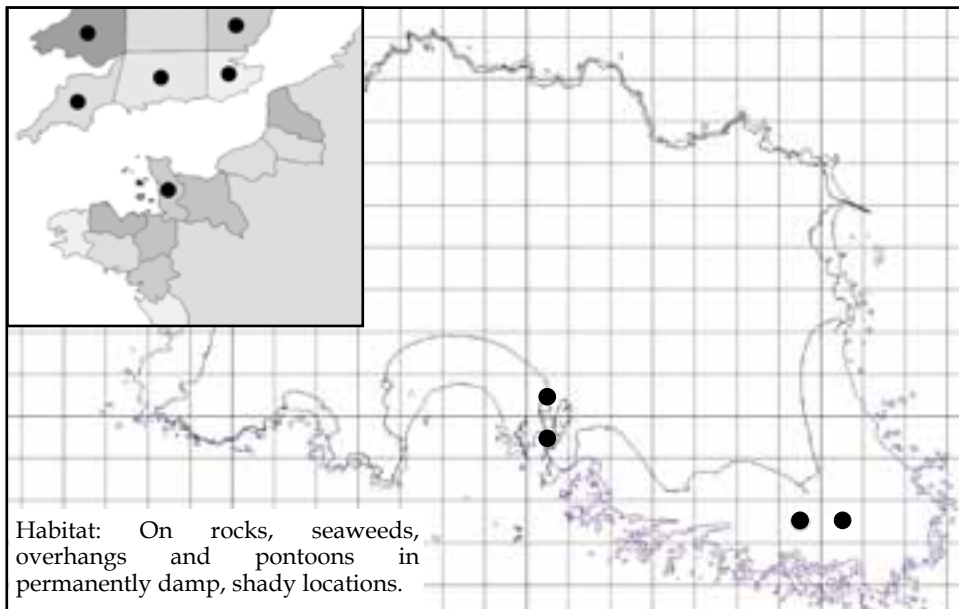 Habitat: On rocks, seaweeds,
overhangs and pontoons in
permanently damp, shady locations.